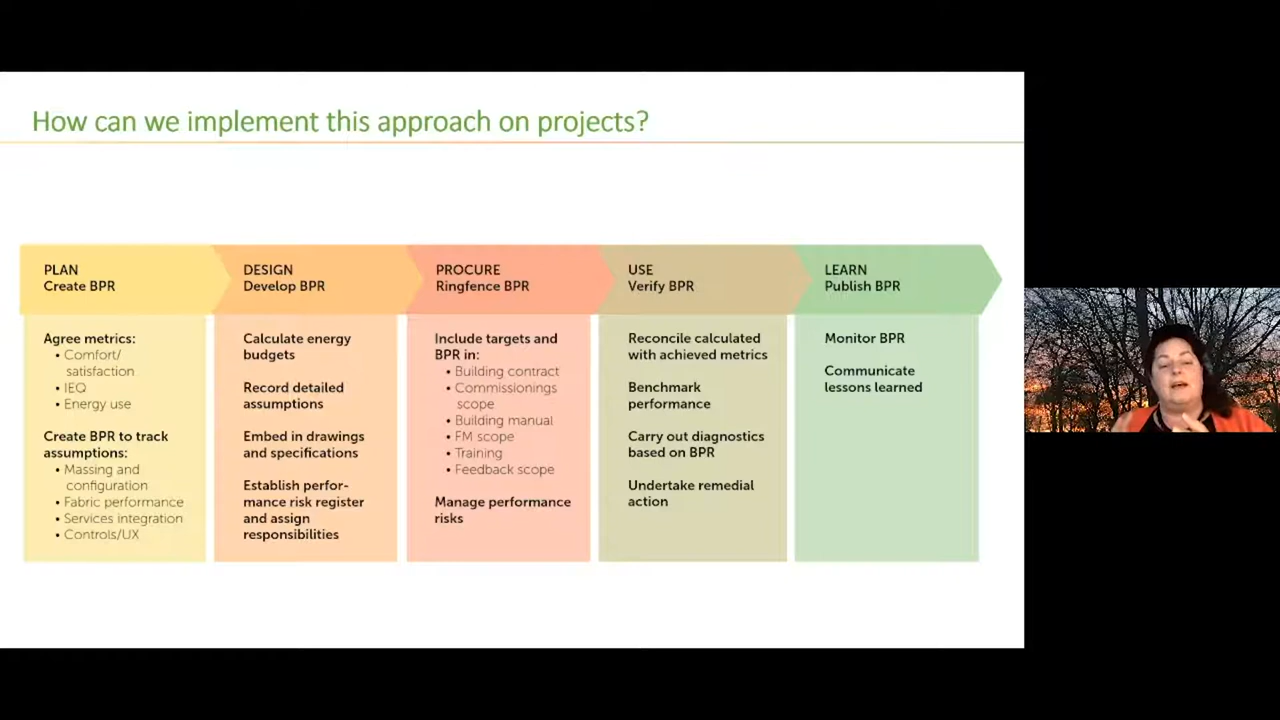 How can we implement this approach on projects?
PLAN
Create BPR
Agree metrics:
• Comfort/
satisfaction
• IEQ
• Energy use
Create BPR to track
assumptions:
• Massing and
configuration
• Fabric performance
• Services integration
• Controls/UX
DESIGN
Develop BPR
Calculate energy
budgets
Record detailed
assumptions
Embed in drawings
and specifications
Establish perfor-
mance risk register
and assign
responsibilities
PROCURE
Ringfence BPR
Include targets and
BPR in:
• Building contract
• Commissionings
scope
• Building manual
• FM scope
• Training
• Feedback scope
Manage performance
risks
USE
Verify BPR
Reconcile calculated
with achieved metrics
Benchmark
performance
Carry out diagnostics
based on BPR
Undertake remedial
action
LEARN
Publish BPR
Monitor BPR
Communicate
lessons learned